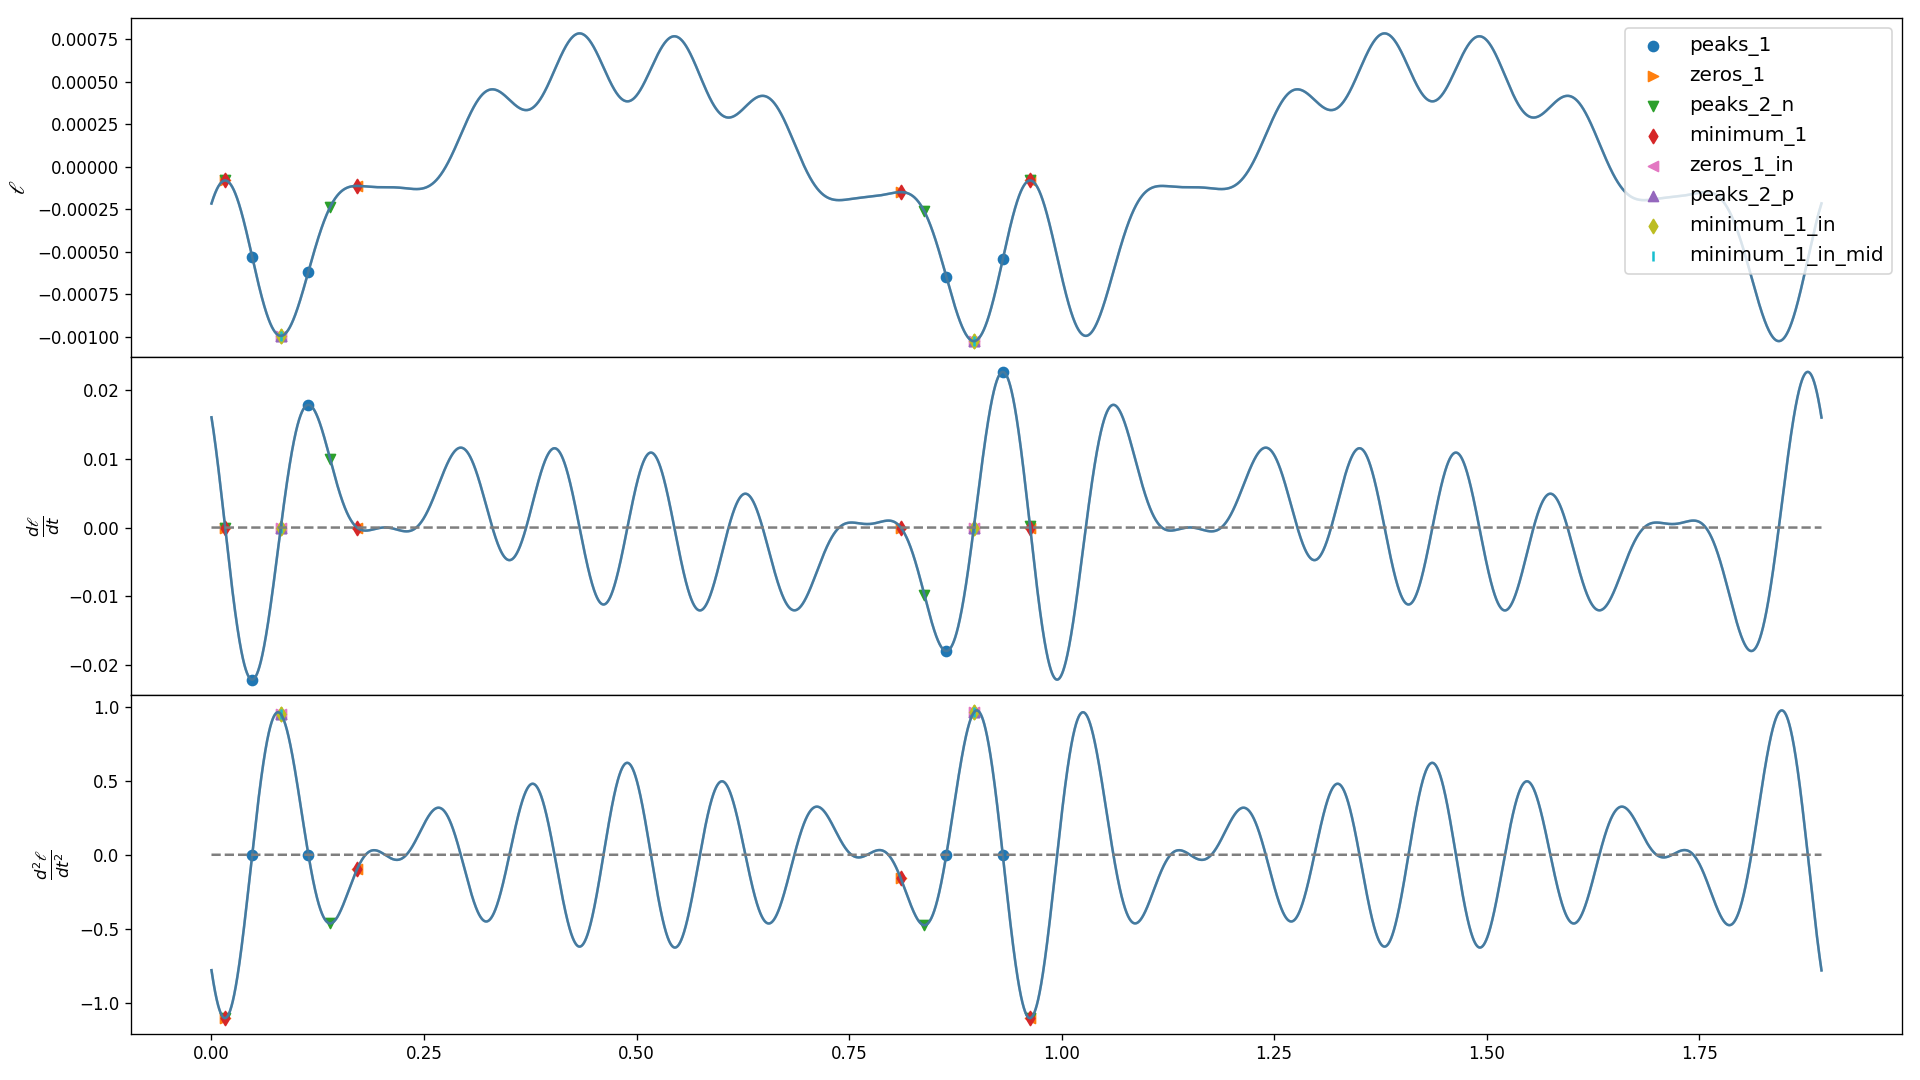 0.00075
0.00050
0.00025
0.00000
−0.00025
−0.00050
−0.00075
−0.00100
ℓ
peaks_1
zeros_1
peaks_2_n
minimum_1
zeros_1_in
peaks_2_p
minimum_1_in
minimum_1_in_mid
0.02
0.01
0.00
−0.01
−0.02
dℓ
dt
1.0
0.5
0.0
−0.5
−1.0
d²ℓ
dt²
0.00 0.25 0.50 0.75 1.00 1.25 1.50 1.75